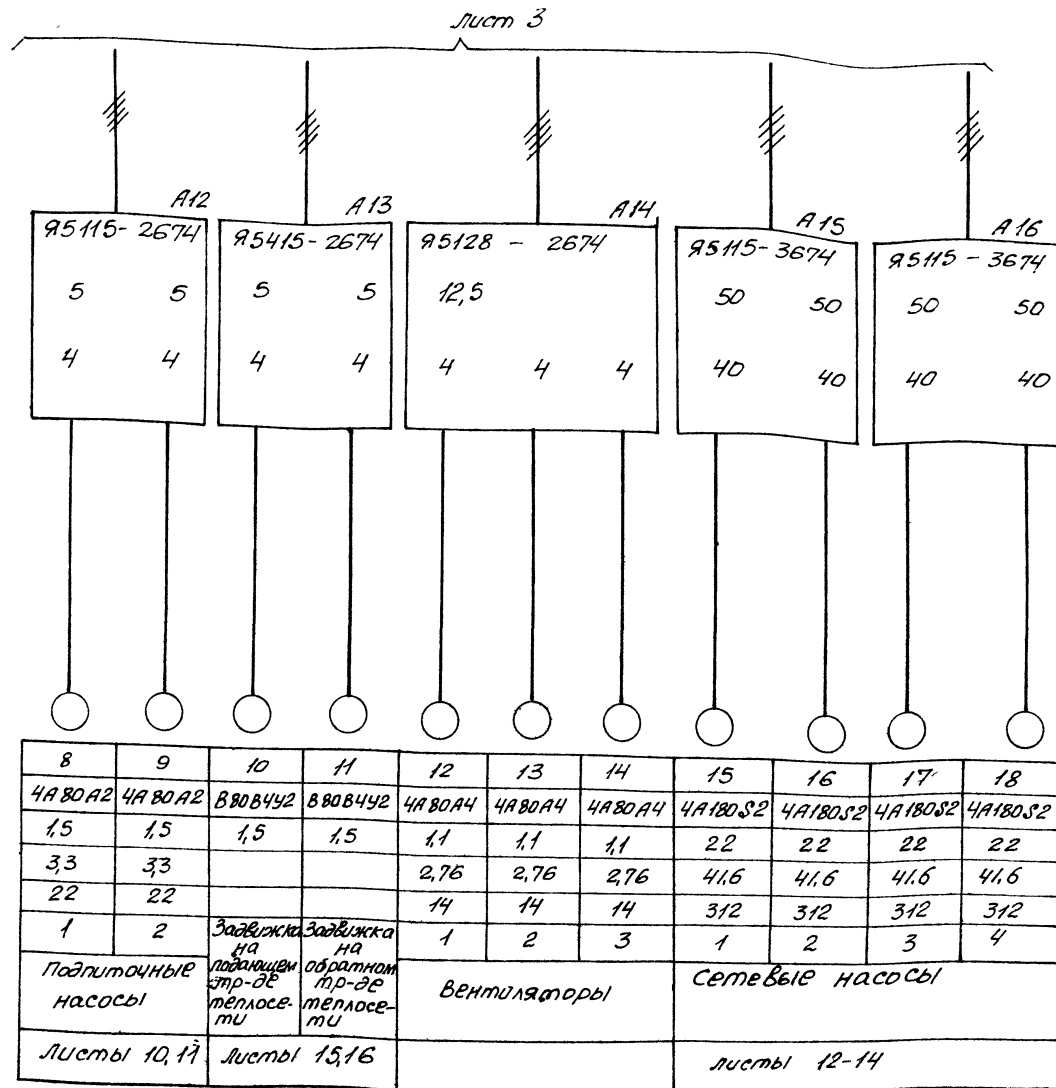 лист 3
А12 А13 А14 А15 А16
Я5115-2674 Я5415-2674 Я5128 - 2674 Я5115-3674 Я5115-3674
5 5 5 5 12,5 50 50 50 50
4 4 4 4 4 4 4 40 40 40 40
8 9 10 11 12 13 14 15 16 17 18
4А80А2 4А80А2 В80В4У2 В80В4У2 4А80А4 4А80А4 4А80А4 4А180S2 4А180S2 4А180S2 4А180S2
1,5 1,5 1,5 1,5 1,1 1,1 1,1 22 22 22 22
3,3 3,3 2,76 2,76 2,76 41,6 41,6 41,6 41,6
22 22 14 14 14 312 312 312 312
1 2 1 2 3 1 2 3 4
Подпиточные
насосы
Задвижка
на
подающем
тр-де
теплосе-
ти
Задвижка
на
обратном
тр-де
теплосе-
ти
Вентиляторы
Сетевые насосы
Листы 10,11 Листы 15,16 листы 12-14